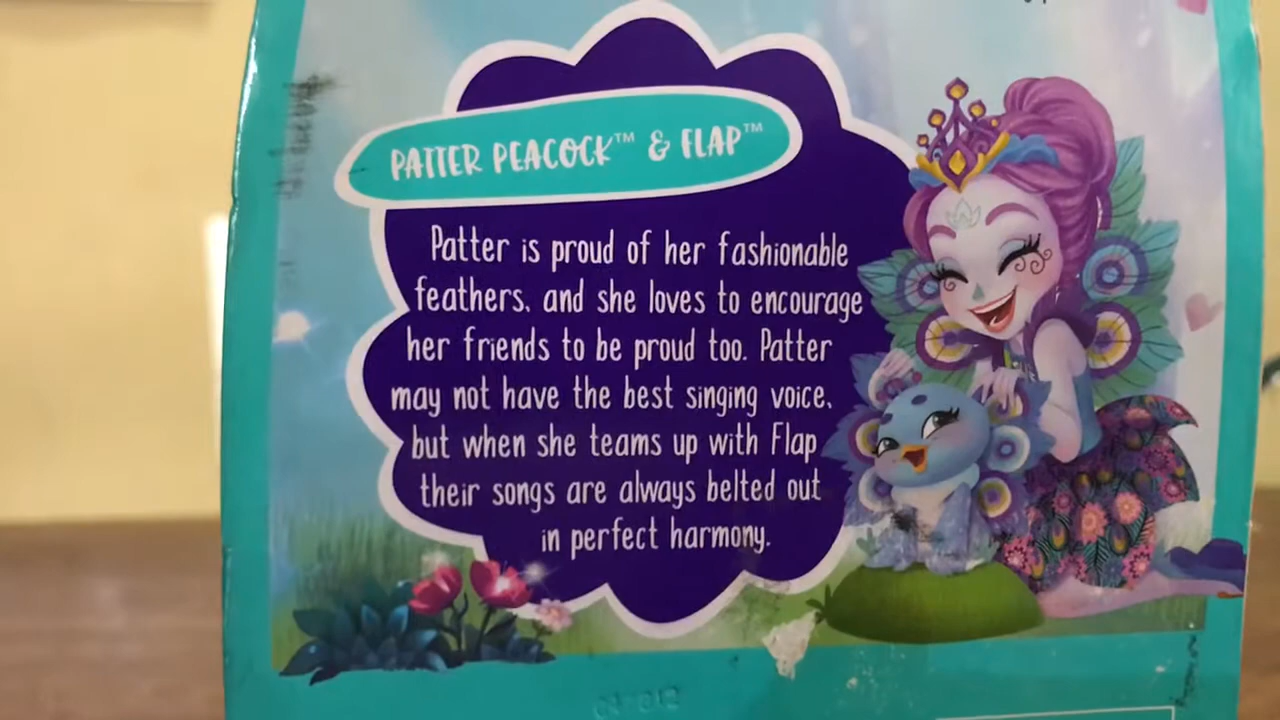 PATTER PEACOCK™ & FLAP™
Patter is proud of her fashionable
feathers, and she loves to encourage
her friends to be proud too. Patter
may not have the best singing voice,
but when she teams up with Flap
their songs are always belted out
in perfect harmony.